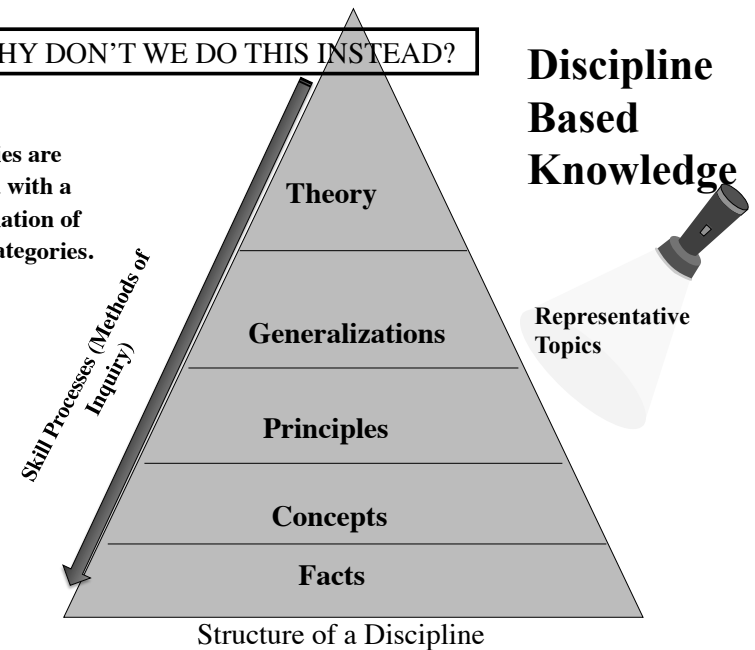 HY DON'T WE DO THIS INSTEAD?
Discipline
Based
Knowledge
ies are
with a
ation of
ategories.
Skill Processes (Methods of
Inquiry)
Theory
Generalizations
Principles
Concepts
Facts
Representative
Topics
Structure of a Discipline